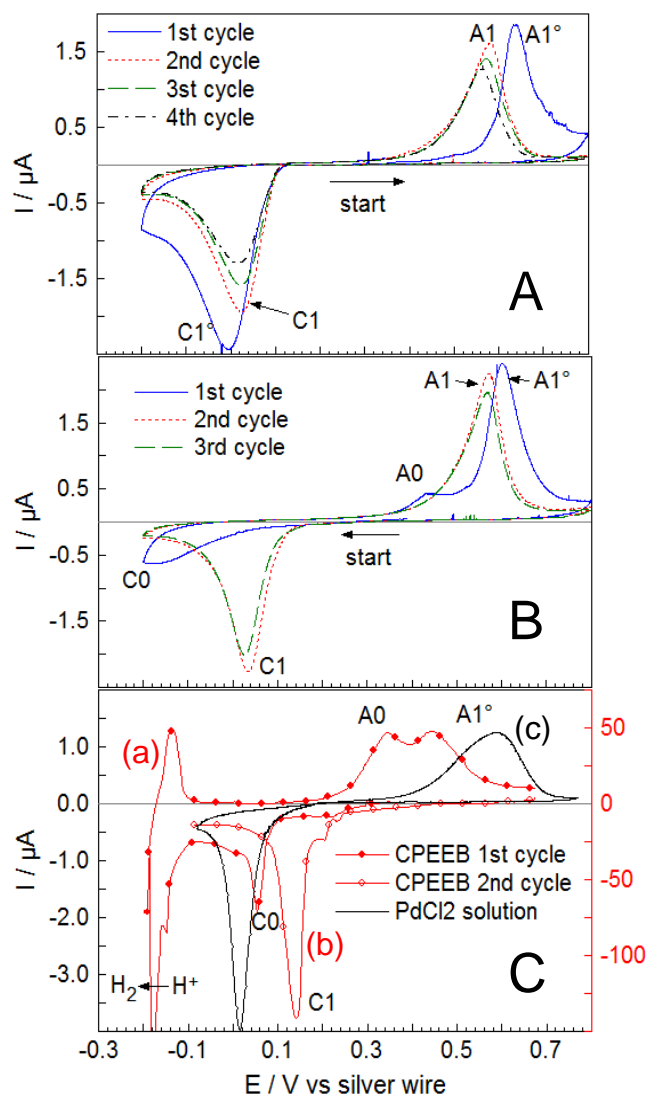 A1 A1°
1.5
0.5
-0.5
-1.5
I / µA
1st cycle
2nd cycle
3st cycle
4th cycle
start
C1°
C1
A
1.5
0.5
-0.5
-1.5
I / µA
1st cycle
2nd cycle
3rd cycle
A1
A1°
A0
start
C0
C1
B
1.0
0.0
-1.0
-2.0
-3.0
I / µA
50
0
-50
-100
(a)
A0
A1°
(c)
CPEEB 1st cycle
CPEEB 2nd cycle
PdCl2 solution
C0
(b)
C1
H2 H+
C
-0.3 -0.1 0.1 0.3 0.5 0.7
E / V vs silver wire